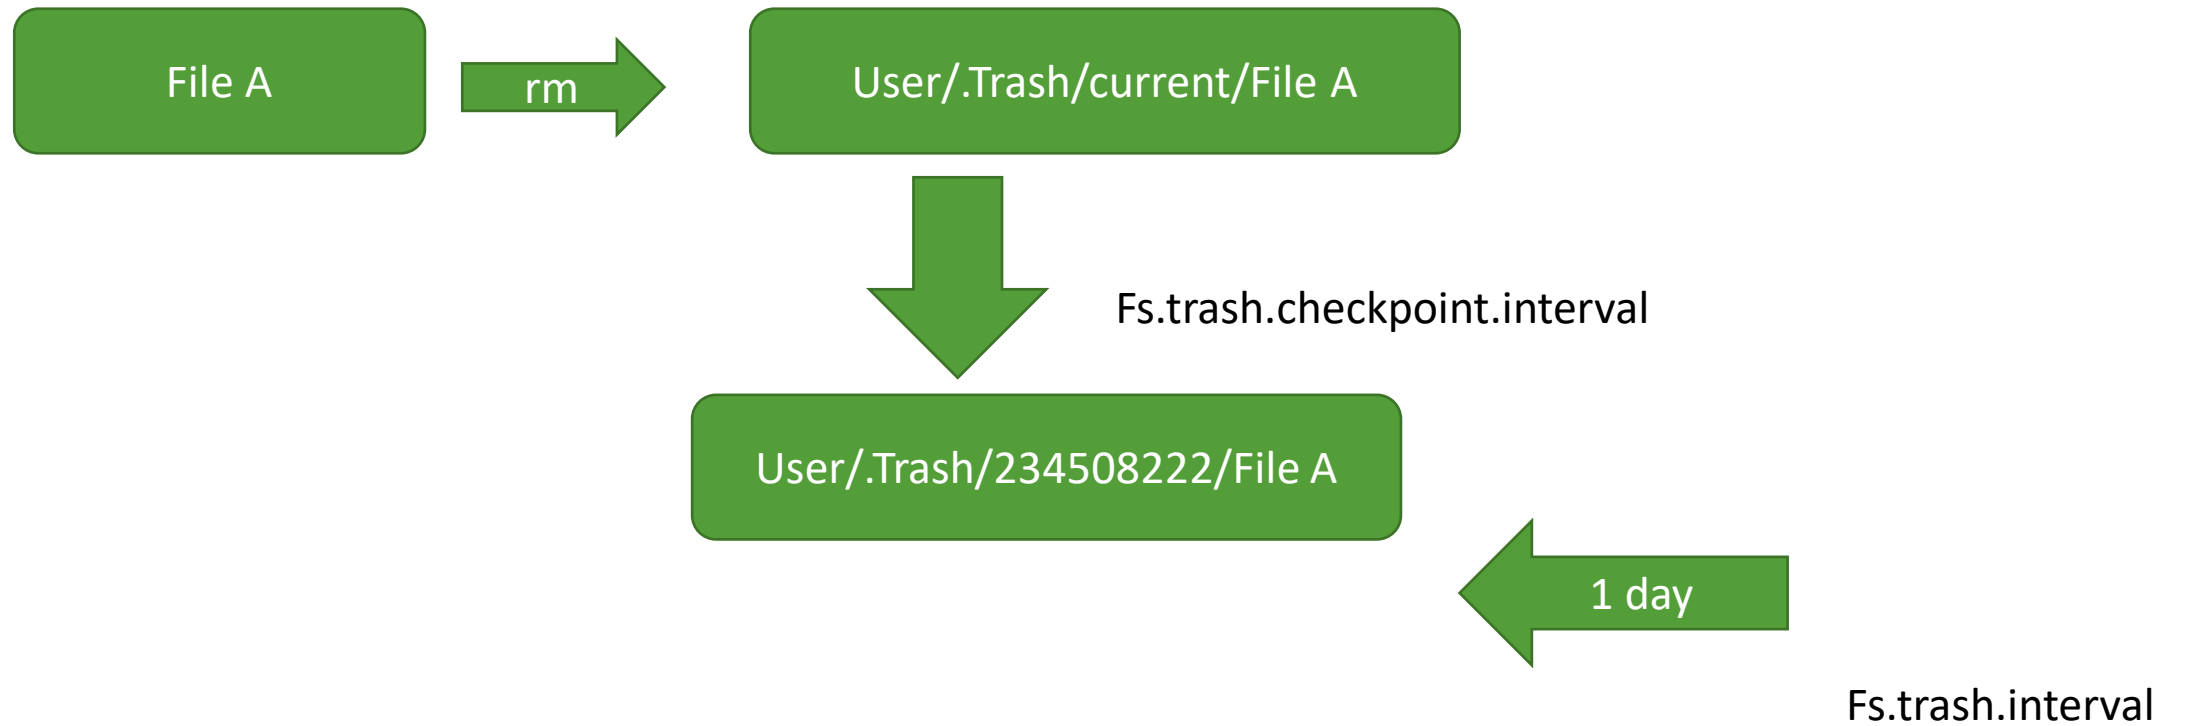 File A
rm
User/.Trash/current/File A
Fs.trash.checkpoint.interval
User/.Trash/234508222/File A
1 day
Fs.trash.interval